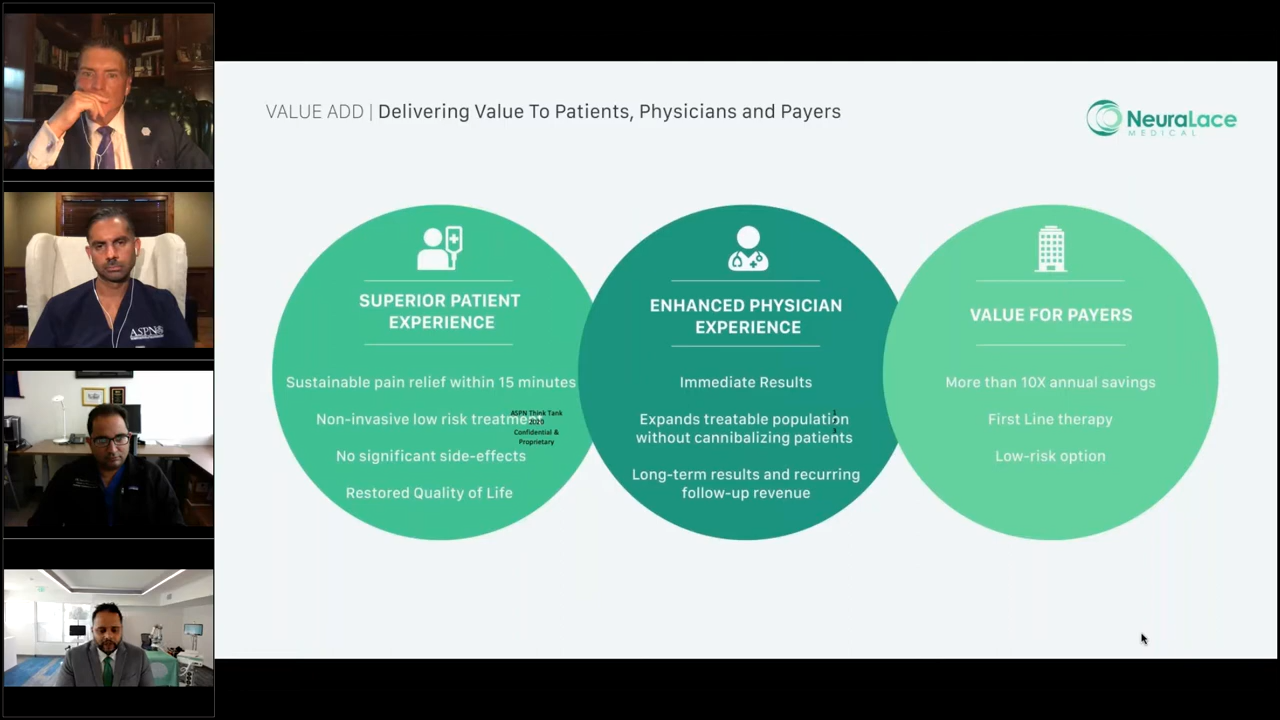 VALUE ADD | Delivering Value To Patients, Physicians and Payers
NeuraLace
MEDICAL
SUPERIOR PATIENT
EXPERIENCE
Sustainable pain relief within 15 minutes
Non-invasive low risk treatment
No significant side-effects
Restored Quality of Life
ASPN Think Tank
2020
Confidential &
Proprietary
ENHANCED PHYSICIAN
EXPERIENCE
Immediate Results
Expands treatable population
without cannibalizing patients
Long-term results and recurring
follow-up revenue
VALUE FOR PAYERS
More than 10X annual savings
First Line therapy
Low-risk option
ASPN